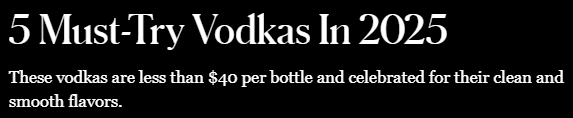 5 Must-Try Vodkas In 2025
These vodkas are less than $40 per bottle and celebrated for their clean and
smooth flavors.